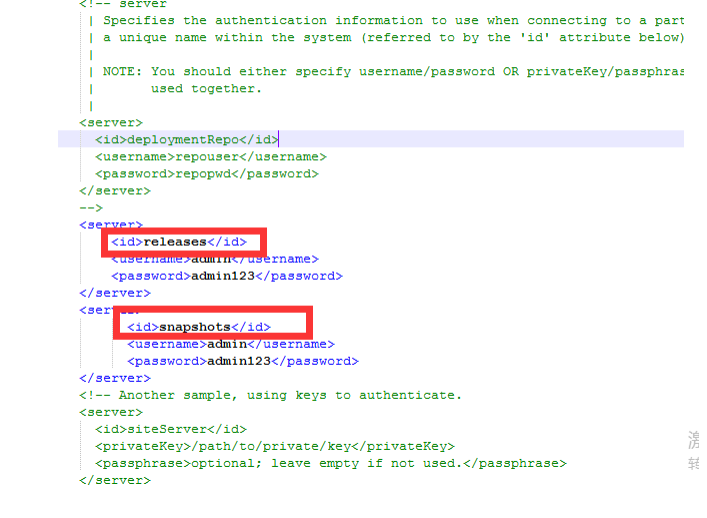 <!-- server
| Specifies the authentication information to use when connecting to a part
| a unique name within the system (referred to by the 'id' attribute below)
|
| NOTE: You should either specify username/password OR privateKey/passphras
|       used together.
|
<server>
  <id>deploymentRepo</id>
  <username>repouser</username>
  <password>repopwd</password>
</server>
-->
<server>
    <id>releases</id>
    <username>admin</username>
    <password>admin123</password>
</server>
<server>
      <id>snapshots</id>
      <username>admin</username>
      <password>admin123</password>
</server>
<!-- Another sample, using keys to authenticate.
<server>
  <id>siteServer</id>
  <privateKey>/path/to/private/key</privateKey>
  <passphrase>optional; leave empty if not used.</passphrase>
</server>